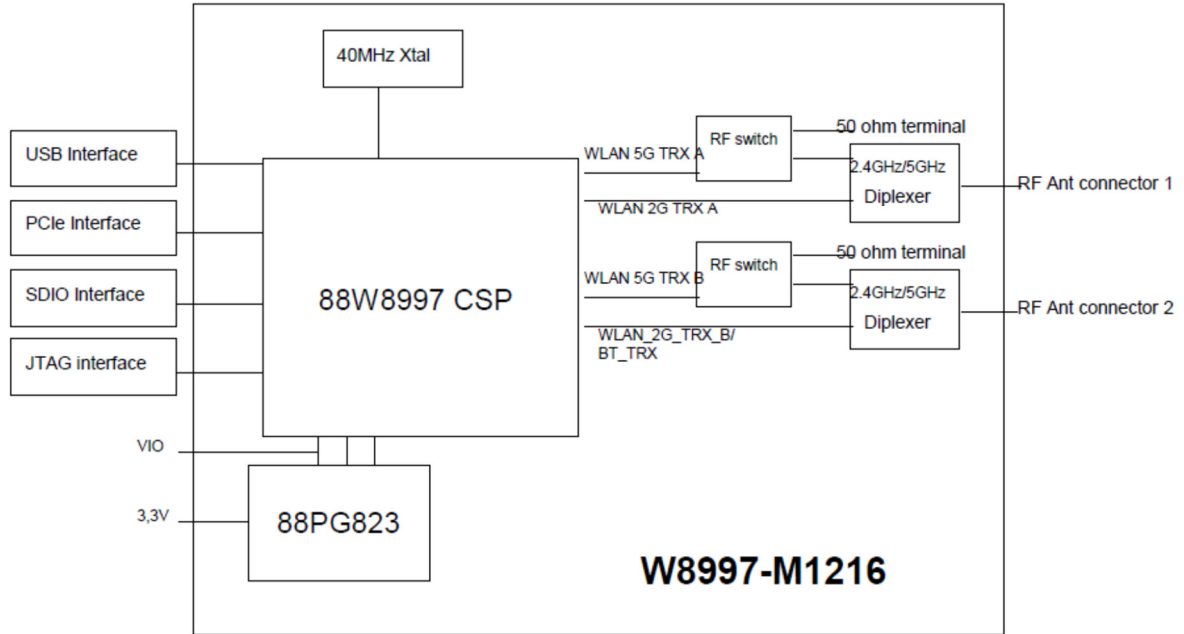 40MHz Xtal
USB Interface
PCIe Interface
SDIO Interface
JTAG interface
VIO
3,3V
88W8997 CSP
88PG823
WLAN 5G TRX A
WLAN 2G TRX A
RF switch
50 ohm terminal
2.4GHz/5GHz
Diplexer
RF Ant connector 1
WLAN 5G TRX B
WLAN_2G_TRX_B/
BT_TRX
RF switch
50 ohm terminal
2.4GHz/5GHz
Diplexer
RF Ant connector 2
W8997-M1216